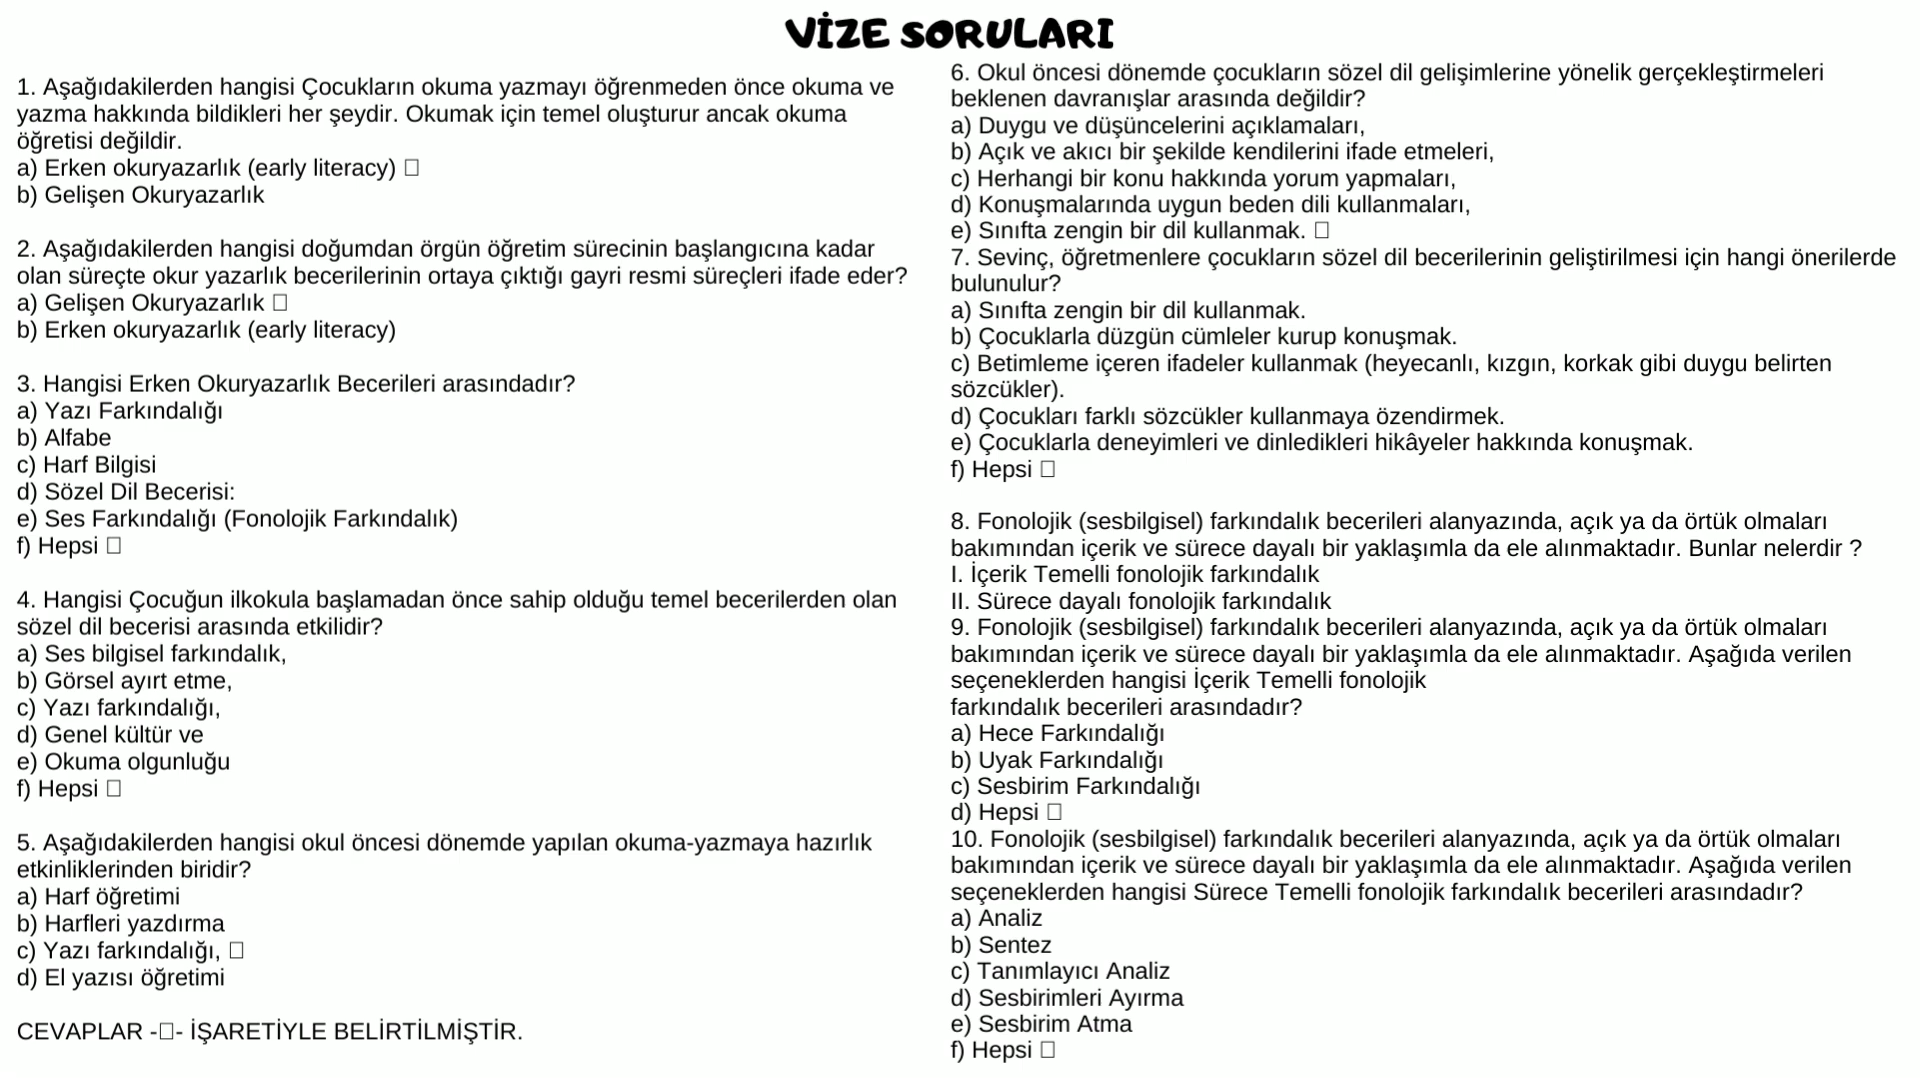 VİZE SORULARI
1. Aşağıdakilerden hangisi Çocukların okuma yazmayı öğrenmeden önce okuma ve
yazma hakkında bildikleri her şeydir. Okumak için temel oluşturur ancak okuma
öğretisi değildir.
a) Erken okuryazarlık (early literacy) □
b) Gelişen Okuryazarlık
2. Aşağıdakilerden hangisi doğumdan örgün öğretim sürecinin başlangıcına kadar
olan süreçte okur yazarlık becerilerinin ortaya çıktığı gayri resmi süreçleri ifade eder?
a) Gelişen Okuryazarlık □
b) Erken okuryazarlık (early literacy)
3. Hangisi Erken Okuryazarlık Becerileri arasındadır?
a) Yazı Farkındalığı
b) Alfabe
c) Harf Bilgisi
d) Sözel Dil Becerisi:
e) Ses Farkındalığı (Fonolojik Farkındalık)
f) Hepsi □
4. Hangisi Çocuğun ilkokula başlamadan önce sahip olduğu temel becerilerden olan
sözel dil becerisi arasında etkilidir?
a) Ses bilgisel farkındalık,
b) Görsel ayırt etme,
c) Yazı farkındalığı,
d) Genel kültür ve
e) Okuma olgunluğu
f) Hepsi □
5. Aşağıdakilerden hangisi okul öncesi dönemde yapılan okuma-yazmaya hazırlık
etkinliklerinden biridir?
a) Harf öğretimi
b) Harfleri yazdırma
c) Yazı farkındalığı, □
d) El yazısı öğretimi
CEVAPLAR -□- İŞARETİYLE BELİRTİLMİŞTİR.
6. Okul öncesi dönemde çocukların sözel dil gelişimlerine yönelik gerçekleştirmeleri
beklenen davranışlar arasında değildir?
a) Duygu ve düşüncelerini açıklamaları,
b) Açık ve akıcı bir şekilde kendilerini ifade etmeleri,
c) Herhangi bir konu hakkında yorum yapmaları,
d) Konuşmalarında uygun beden dili kullanmaları,
e) Sınıfta zengin bir dil kullanmak. □
7. Sevinç, öğretmenlere çocukların sözel dil becerilerinin geliştirilmesi için hangi önerilerde
bulunulur?
a) Sınıfta zengin bir dil kullanmak.
b) Çocuklarla düzgün cümleler kurup konuşmak.
c) Betimleme içeren ifadeler kullanmak (heyecanlı, kızgın, korkak gibi duygu belirten
sözcükler).
d) Çocukları farklı sözcükler kullanmaya özendirmek.
e) Çocuklarla deneyimleri ve dinledikleri hikâyeler hakkında konuşmak.
f) Hepsi □
8. Fonolojik (sesbilgisel) farkındalık becerileri alanyazında, açık ya da örtük olmaları
bakımından içerik ve sürece dayalı bir yaklaşımla da ele alınmaktadır. Bunlar nelerdir ?
I. İçerik Temelli fonolojik farkındalık
II. Sürece dayalı fonolojik farkındalık
9. Fonolojik (sesbilgisel) farkındalık becerileri alanyazında, açık ya da örtük olmaları
bakımından içerik ve sürece dayalı bir yaklaşımla da ele alınmaktadır. Aşağıda verilen
seçeneklerden hangisi İçerik Temelli fonolojik
farkındalık becerileri arasındadır?
a) Hece Farkındalığı
b) Uyak Farkındalığı
c) Sesbirim Farkındalığı
d) Hepsi □
10. Fonolojik (sesbilgisel) farkındalık becerileri alanyazında, açık ya da örtük olmaları
bakımından içerik ve sürece dayalı bir yaklaşımla da ele alınmaktadır. Aşağıda verilen
seçeneklerden hangisi Sürece Temelli fonolojik farkındalık becerileri arasındadır?
a) Analiz
b) Sentez
c) Tanımlayıcı Analiz
d) Sesbirimleri Ayırma
e) Sesbirim Atma
f) Hepsi □